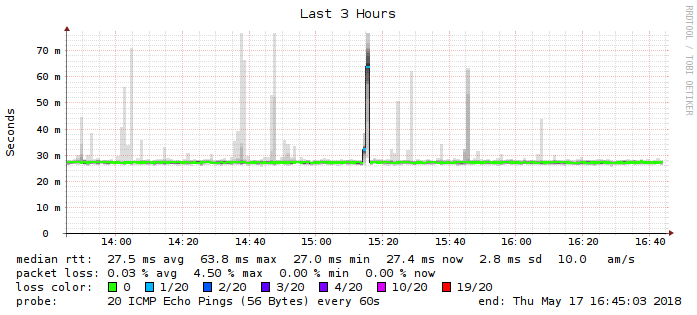 Last 3 Hours
RRDTOOL / TOBI OETIKER
Seconds
70 m
60 m
50 m
40 m
30 m
20 m
10 m
0
14:00 14:20 14:40 15:00 15:20 15:40 16:00 16:20 16:40
median rtt: 27.5 ms avg 63.8 ms max 27.0 ms min 27.4 ms now 2.8 ms sd 10.0 am/s
packet loss: 0.03 % avg 4.50 % max 0.00 % min 0.00 % now
loss color: 0 1/20 2/20 3/20 4/20 10/20 19/20
probe: 20 ICMP Echo Pings (56 Bytes) every 60s end: Thu May 17 16:45:03 2018